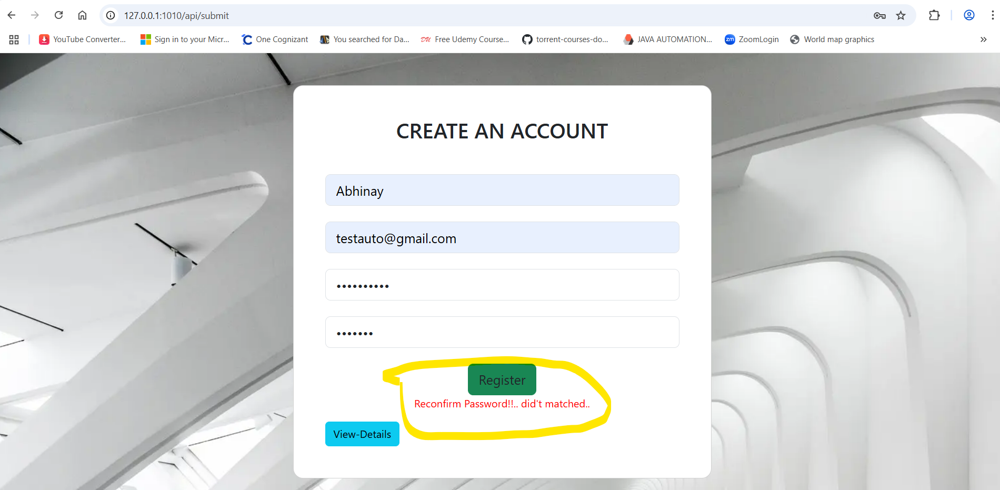 127.0.0.1:1010/api/submit
YouTube Converter...
Sign in to your Micr...
One Cognizant
You searched for Da...
DU Free Udemy Course...
torrent-courses-do...
JAVA AUTOMATION...
zm ZoomLogin
World map graphics
CREATE AN ACCOUNT
Abhinay
testauto@gmail.com
••••••••••
•••••••
Register
Reconfirm Password!!.. did't matched..
View-Details